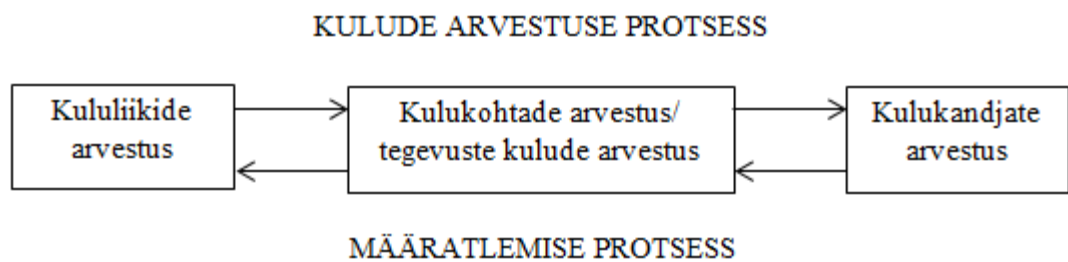 KULUDE ARVESTUSE PROTSESS
Kululiikide
arvestus
Kulukohtade arvestus/
tegevuste kulude arvestus
Kulukandjate
arvestus
MÄÄRATLEMISE PROTSESS